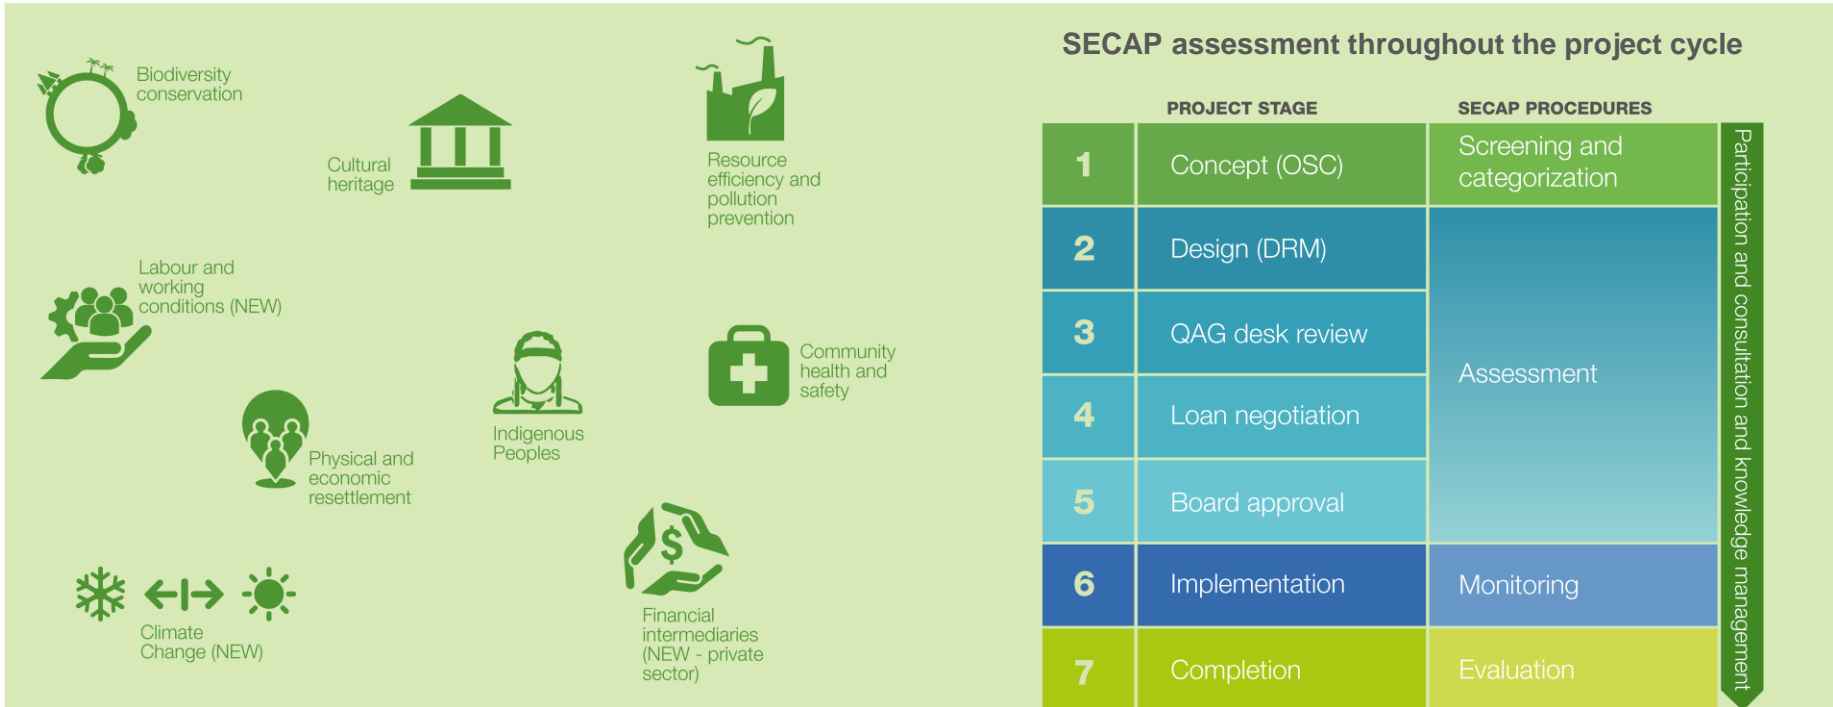 Biodiversity
conservation
Cultural
heritage
Resource
efficiency and
pollution
prevention
Labour and
working
conditions (NEW)
Indigenous
Peoples
Community
health and
safety
Physical and
economic
resettlement
$
Climate
Change (NEW)
Financial
intermediaries
(NEW - private
sector)
SECAP assessment throughout the project cycle
PROJECT STAGE
SECAP PROCEDURES
1
Concept (OSC)
Screening and
categorization
2
Design (DRM)
3
QAG desk review
Assessment
4
Loan negotiation
5
Board approval
6
Implementation
Monitoring
7
Completion
Evaluation
Participation and consultation and knowledge management